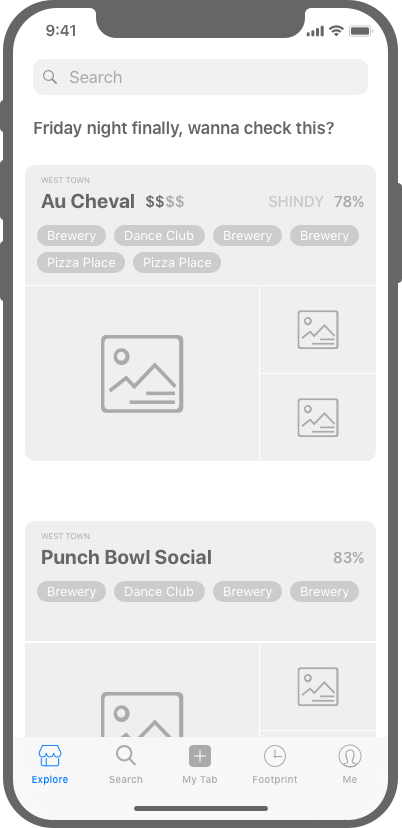 9:41
Search
Friday night finally, wanna check this?
WEST TOWN
Au Cheval $$$$ SHINDY 78%
Brewery Dance Club Brewery Brewery
Pizza Place Pizza Place
WEST TOWN
Punch Bowl Social 83%
Brewery Dance Club Brewery Brewery
Explore Search My Tab Footprint Me